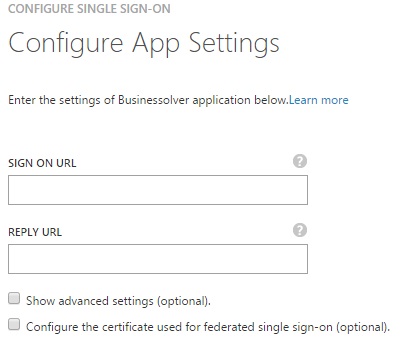 CONFIGURE SINGLE SIGN-ON
Configure App Settings
Enter the settings of Businessolver application below.Learn more
SIGN ON URL
?
REPLY URL
?
Show advanced settings (optional).
Configure the certificate used for federated single sign-on (optional).